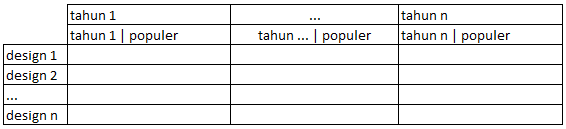 tahun 1 ... tahun n
tahun 1 | populer tahun ... | populer tahun n | populer
design 1
design 2
...
design n